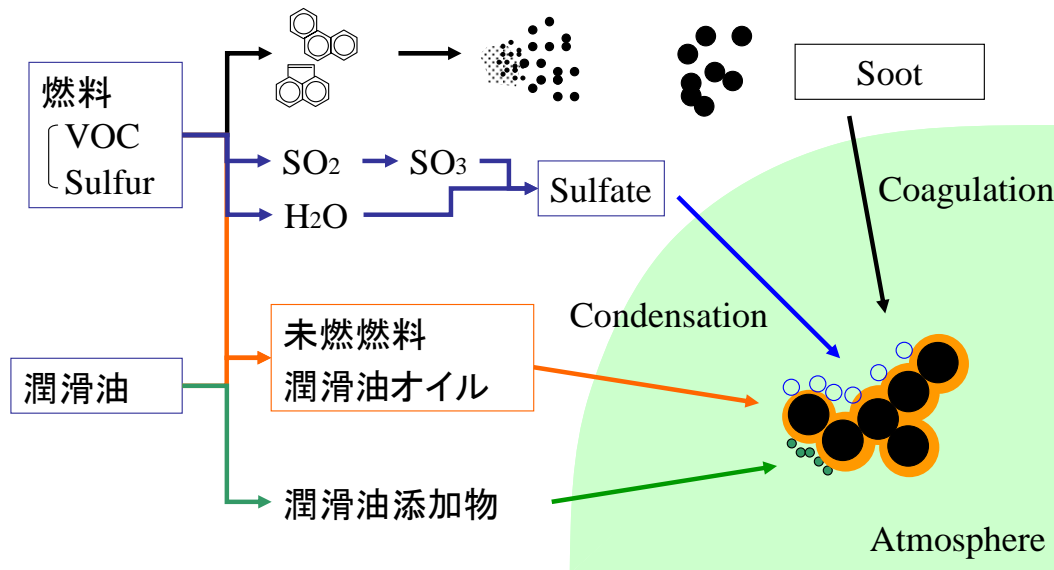 燃料
VOC
Sulfur
Soot
SO2
SO3
H2O
Sulfate
Coagulation
Condensation
未燃燃料
潤滑油オイル
潤滑油
潤滑油添加物
Atmosphere